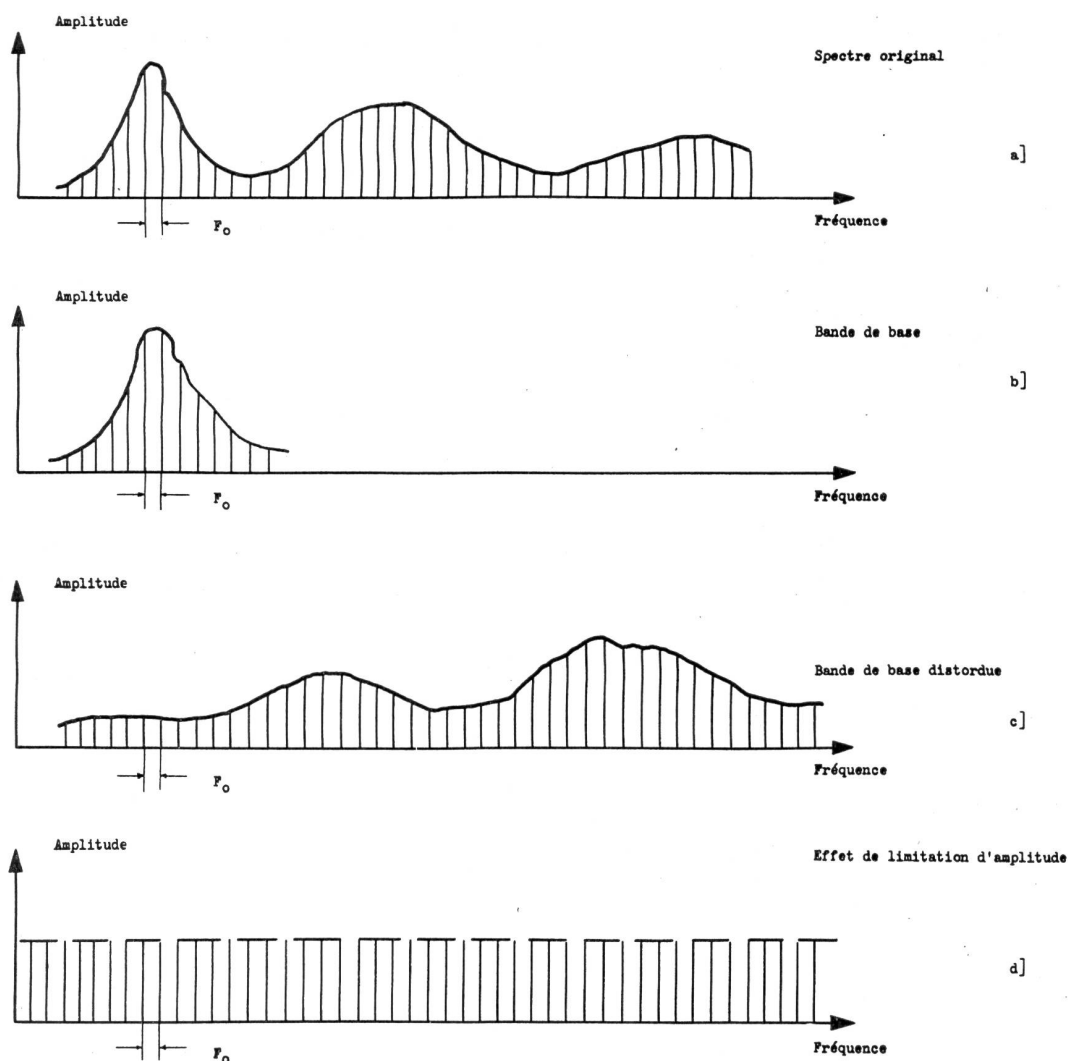 Amplitude
Spectre original
a]
Fréquence
F₀
Amplitude
Bande de base
b]
Fréquence
F₀
Amplitude
Bande de base distordue
c]
Fréquence
F₀
Amplitude
Effet de limitation d'amplitude
d]
Fréquence
F₀